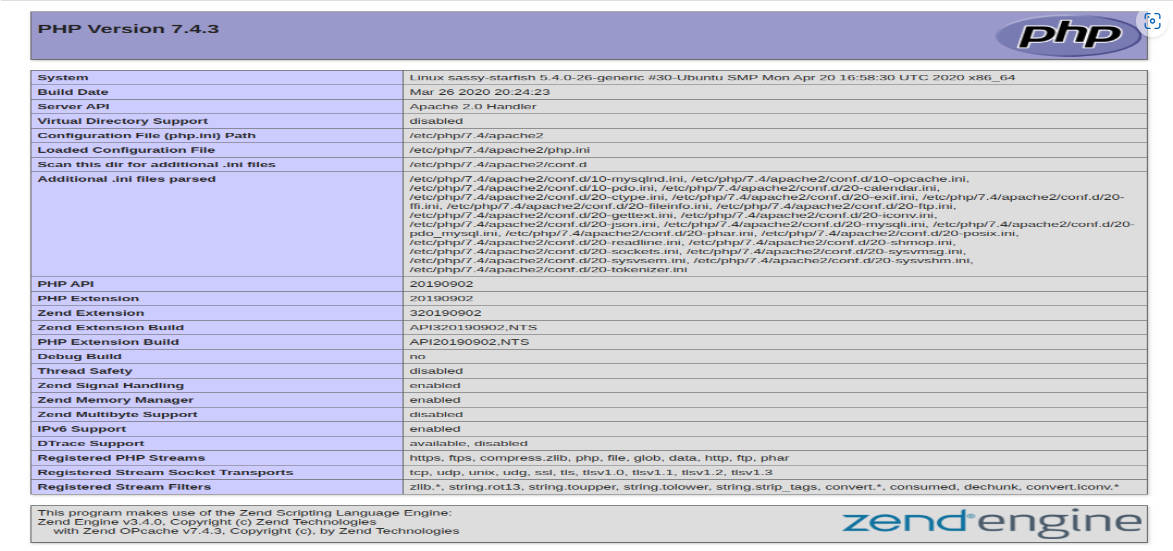 PHP Version 7.4.3
php
System Linux sassy-starfish 5.4.0-26-generic #30-Ubuntu SMP Mon Apr 20 16:58:30 UTC 2020 x86_64
Build Date Mar 26 2020 20:24:23
Server API Apache 2.0 Handler
Virtual Directory Support disabled
Configuration File (php.ini) Path /etc/php/7.4/apache2
Loaded Configuration File /etc/php/7.4/apache2/php.ini
Scan this dir for additional .ini files /etc/php/7.4/apache2/conf.d
Additional .ini files parsed /etc/php/7.4/apache2/conf.d/10-mysqlnd.ini, /etc/php/7.4/apache2/conf.d/10-opcache.ini,
/etc/php/7.4/apache2/conf.d/10-pdo.ini, /etc/php/7.4/apache2/conf.d/20-calendar.ini,
/etc/php/7.4/apache2/conf.d/20-ctype.ini, /etc/php/7.4/apache2/conf.d/20-exif.ini, /etc/php/7.4/apache2/conf.d/20-
ffi.ini, /etc/php/7.4/apache2/conf.d/20-fileinfo.ini, /etc/php/7.4/apache2/conf.d/20-ftp.ini,
/etc/php/7.4/apache2/conf.d/20-gettext.ini, /etc/php/7.4/apache2/conf.d/20-iconv.ini,
/etc/php/7.4/apache2/conf.d/20-json.ini, /etc/php/7.4/apache2/conf.d/20-mysqli.ini, /etc/php/7.4/apache2/conf.d/20-
pdo_mysql.ini, /etc/php/7.4/apache2/conf.d/20-phar.ini, /etc/php/7.4/apache2/conf.d/20-posix.ini,
/etc/php/7.4/apache2/conf.d/20-readline.ini, /etc/php/7.4/apache2/conf.d/20-shmop.ini,
/etc/php/7.4/apache2/conf.d/20-sockets.ini, /etc/php/7.4/apache2/conf.d/20-sysvmsg.ini,
/etc/php/7.4/apache2/conf.d/20-sysvsem.ini, /etc/php/7.4/apache2/conf.d/20-sysvshm.ini,
/etc/php/7.4/apache2/conf.d/20-tokenizer.ini
PHP API 20190902
PHP Extension 20190902
Zend Extension 320190902
Zend Extension Build API320190902,NTS
PHP Extension Build API20190902,NTS
Debug Build no
Thread Safety disabled
Zend Signal Handling enabled
Zend Memory Manager enabled
Zend Multibyte Support disabled
IPv6 Support enabled
DTrace Support available, disabled
Registered PHP Streams https, ftps, compress.zlib, php, file, glob, data, http, ftp, phar
Registered Stream Socket Transports tcp, udp, unix, udg, ssl, tls, tlsv1.0, tlsv1.1, tlsv1.2, tlsv1.3
Registered Stream Filters zlib.*, string.rot13, string.toupper, string.tolower, string.strip_tags, convert.*, consumed, dechunk, convert.iconv.*
This program makes use of the Zend Scripting Language Engine:
Zend Engine v3.4.0, Copyright (c) Zend Technologies
with Zend OPcache v7.4.3, Copyright (c), by Zend Technologies
zend engine